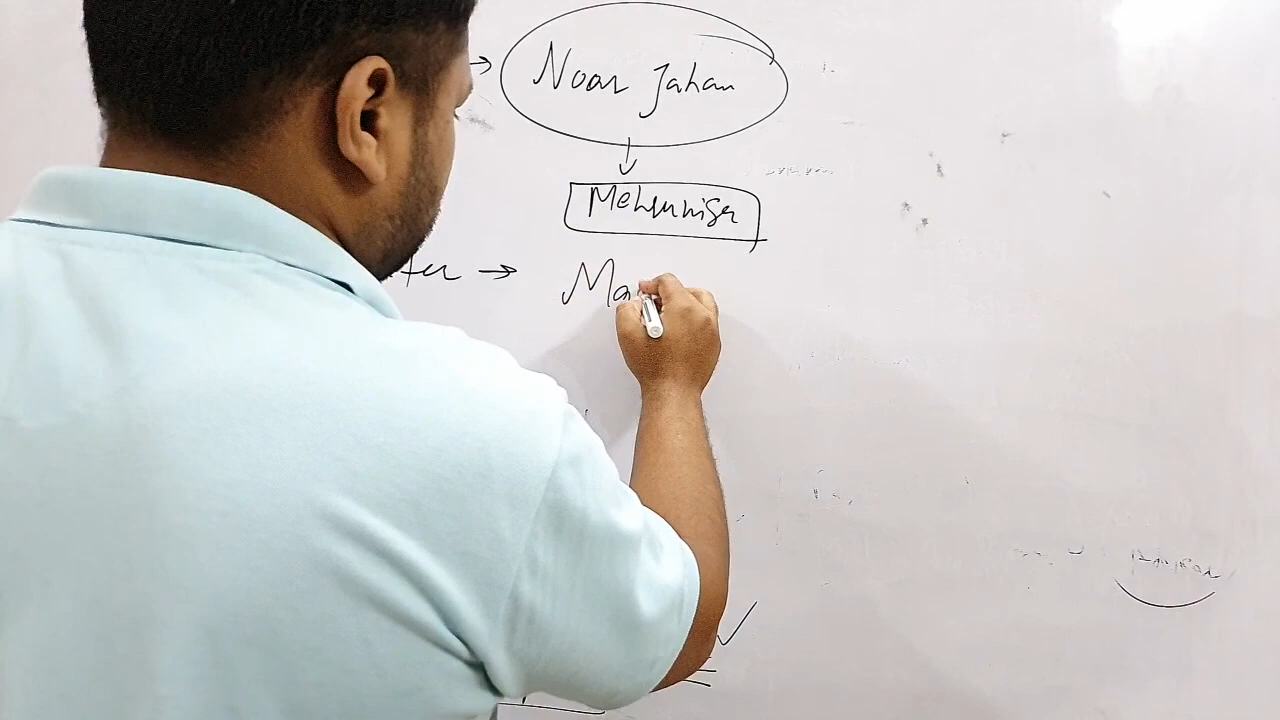 → Noor Jahan
↓
Mehrunisa
→ Ma